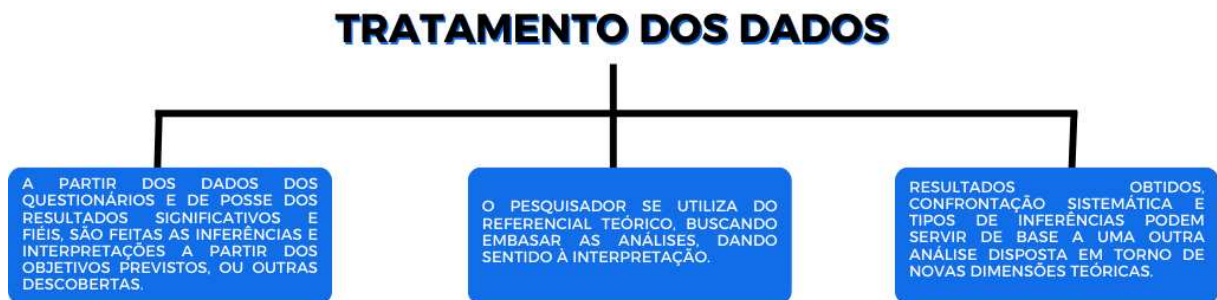 TRATAMENTO DOS DADOS
A PARTIR DOS DADOS DOS
QUESTIONÁRIOS E DE POSSE DOS
RESULTADOS SIGNIFICATIVOS E
FIÉIS, SÃO FEITAS AS INFERÊNCIAS E
INTERPRETAÇÕES A PARTIR DOS
OBJETIVOS PREVISTOS, OU OUTRAS
DESCOBERTAS.
O PESQUISADOR SE UTILIZA DO
REFERENCIAL TEÓRICO, BUSCANDO
EMBASAR AS ANÁLISES, DANDO
SENTIDO À INTERPRETAÇÃO.
RESULTADOS OBTIDOS,
CONFRONTAÇÃO SISTEMÁTICA E
TIPOS DE INFERÊNCIAS PODEM
SERVIR DE BASE A UMA OUTRA
ANÁLISE DISPOSTA EM TORNO DE
NOVAS DIMENSÕES TEÓRICAS.